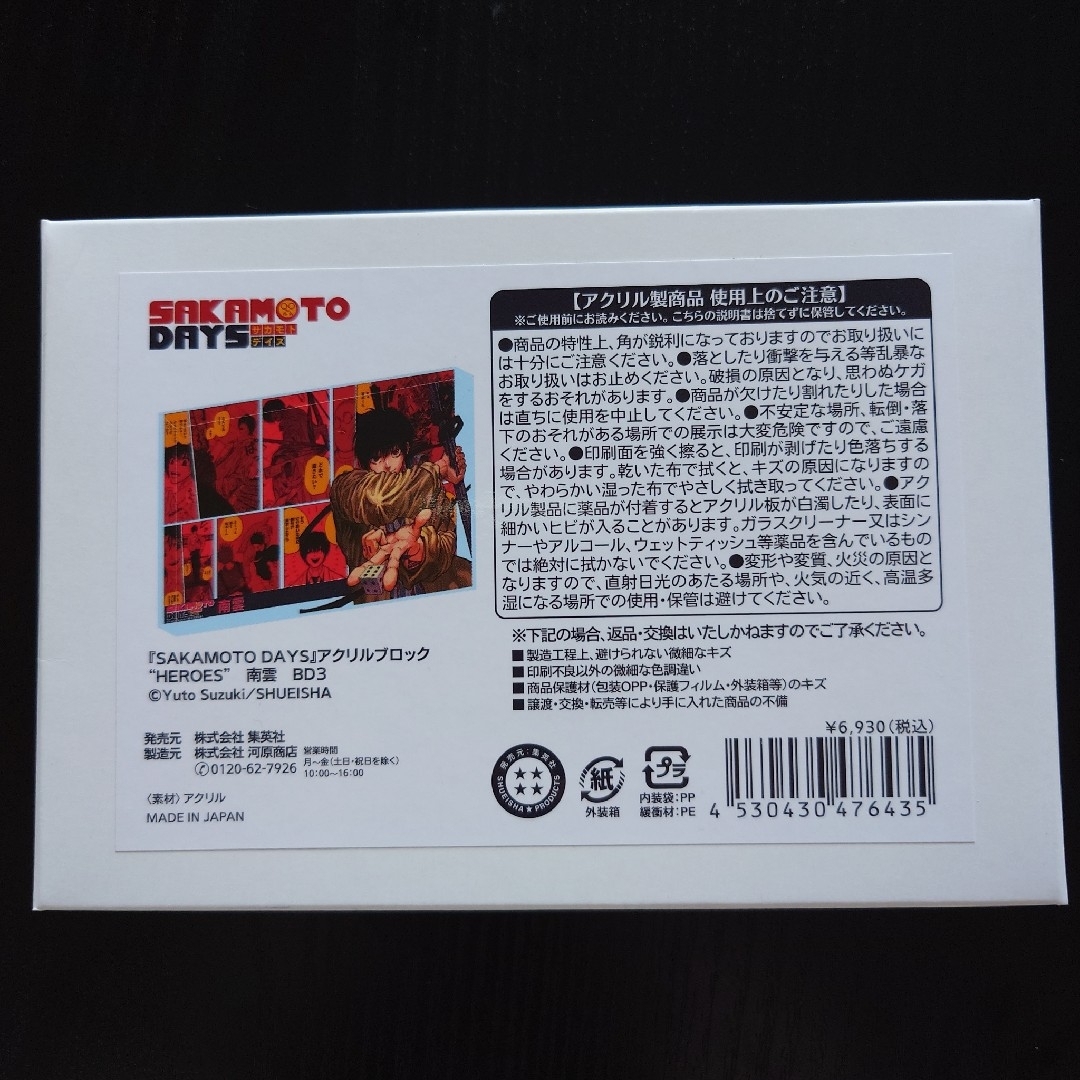 SAKAMOTO
DAYS サカモト
デイズ
『SAKAMOTO DAYS』アクリルブロック
“HEROES” 南雲 BD3
©Yuto Suzuki/SHUEISHA
発売元 株式会社 集英社
製造元 株式会社 河原商店
0120-62-7926
営業時間
月～金(土日・祝日を除く)
10:00～16:00
〈素材〉アクリル
MADE IN JAPAN
【アクリル製商品 使用上のご注意】
※ご使用前にお読みください。こちらの説明書は捨てずに保管してください。
●商品の特性上、角が鋭利になっておりますのでお取り扱いに
は十分にご注意ください。●落としたり衝撃を与える等乱暴な
お取り扱いはお止めください。破損の原因となり、思わぬケガ
をするおそれがあります。●商品が欠けたり割れたりした場合
は直ちに使用を中止してください。●不安定な場所、転倒・落
下のおそれがある場所での展示は大変危険ですので、ご遠慮
ください。●印刷面を強く擦ると、印刷が剥げたり色落ちする
場合があります。乾いた布で拭くと、キズの原因になりますの
で、やわらかい湿った布でやさしく拭き取ってください。●アク
リル製品に薬品が付着するとアクリル板が白濁したり、表面に
細かいヒビが入ることがあります。ガラスクリーナー又はシン
ナーやアルコール、ウェットティッシュ等薬品を含んでいるもの
では絶対に拭かないでください。●変形や変質、火災の原因と
なりますので、直射日光のあたる場所や、火気の近く、高温多
湿になる場所での使用・保管は避けてください。
※下記の場合、返品・交換はいたしかねますのでご了承ください。
■製造工程上、避けられない微細なキズ
■印刷不良以外の微細な色調違い
■商品保護材(包装OPP・保護フィルム・外装箱等)のキズ
■譲渡・交換・転売等により手に入れた商品の不備
¥6,930(税込)
発売元:集英社
SHUEISHA★PRODUCTS
紙
外装箱
プラ
内装袋:PP
緩衝材:PE
4 530430 476435
SAKAMOTO
DAYS
南雲